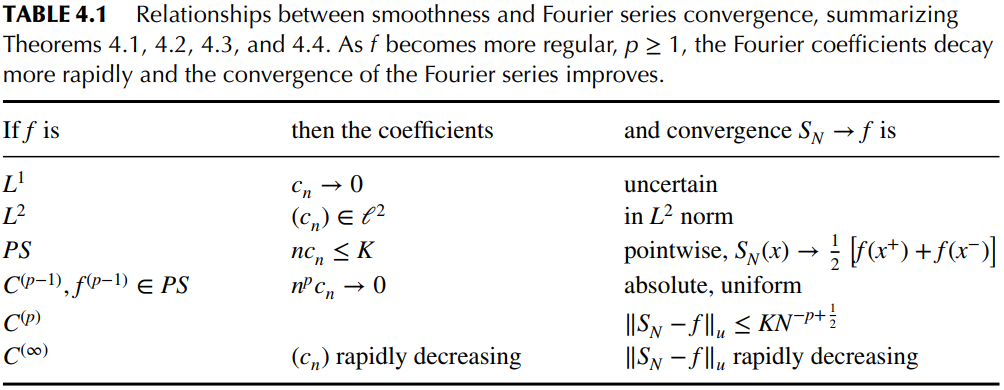 TABLE 4.1 Relationships between smoothness and Fourier series convergence, summarizing
Theorems 4.1, 4.2, 4.3, and 4.4. As f becomes more regular, p ≥ 1, the Fourier coefficients decay
more rapidly and the convergence of the Fourier series improves.
If f is then the coefficients and convergence S_N → f is
L¹ c_n → 0 uncertain
L² (c_n) ∈ ℓ² in L² norm
PS nc_n ≤ K pointwise, S_N(x) → 1/2 [f(x⁺) + f(x⁻)]
C^(p−1), f^(p−1) ∈ PS n^p c_n → 0 absolute, uniform
C^(p) ‖S_N − f‖_u ≤ KN^(−p+1/2)
C^(∞) (c_n) rapidly decreasing ‖S_N − f‖_u rapidly decreasing